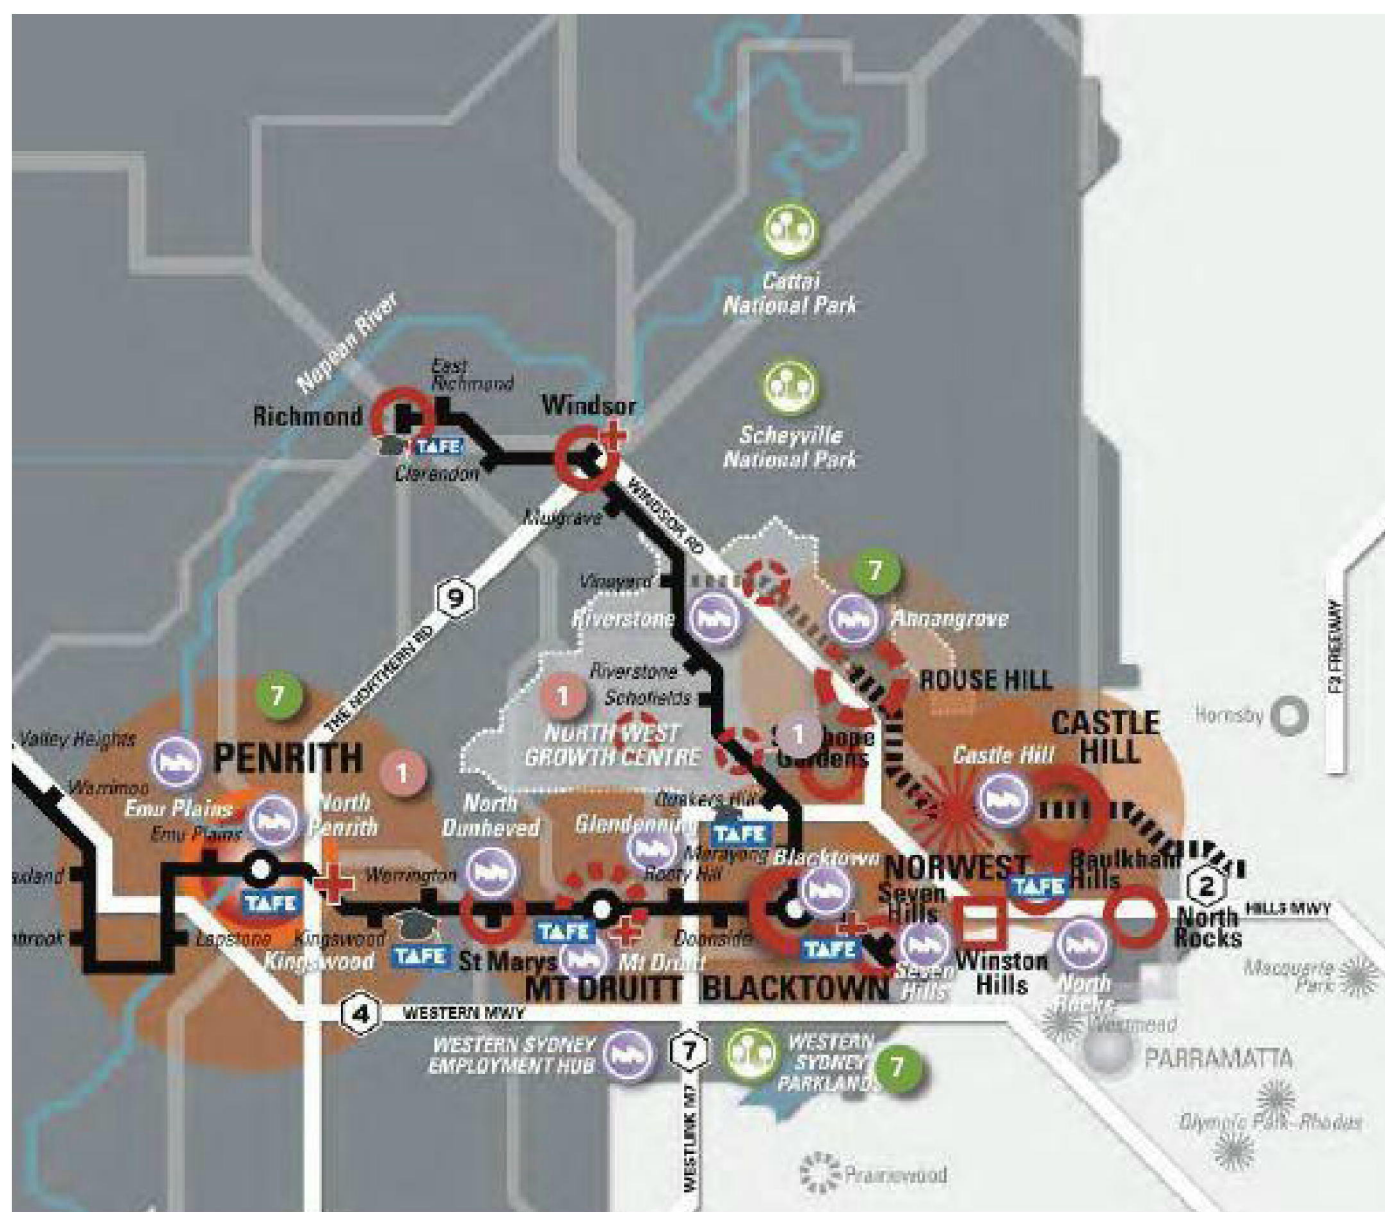 Cattai
National Park
Nepean River
East
Richmond
Richmond
Windsor
TAFE
Clarendon
Scheyville
National Park
WINDSOR RD
Mulgrave
Vineyard
7
9
Riverstone
Annangrove
THE NORTHERN RD
F3 FREEWAY
Riverstone
ROUSE HILL
7
1
Schofields
CASTLE
HILL
Hornsby
NORTH WEST
GROWTH CENTRE
1
Gardens
Valley Heights
PENRITH
1
Castle Hill
Warrimoo
Emu Plains
North
Penrith
North
Dunheved
Quakers Hill
Glendenning
TAFE
Emu Plains
Marayong
Blacktown
NORWEST
Baulkham
Hills
Werrington
Rooty Hill
TAFE
2
Seven
Hills
TAFE
HILLS MWY
North
Rocks
Lapstone
Kingswood
TAFE
Doonside
TAFE
Kingswood
TAFE
St Marys
Mt Druitt
Seven
Hills
Winston
Hills
North
Rocks
Macquarie
Park
MT DRUITT
BLACKTOWN
4
WESTERN MWY
Westmead
WESTERN SYDNEY
EMPLOYMENT HUB
7
WESTERN
SYDNEY
PARKLANDS
7
PARRAMATTA
WESTLINK M7
Olympic Park-Rhodes
Prairiewood